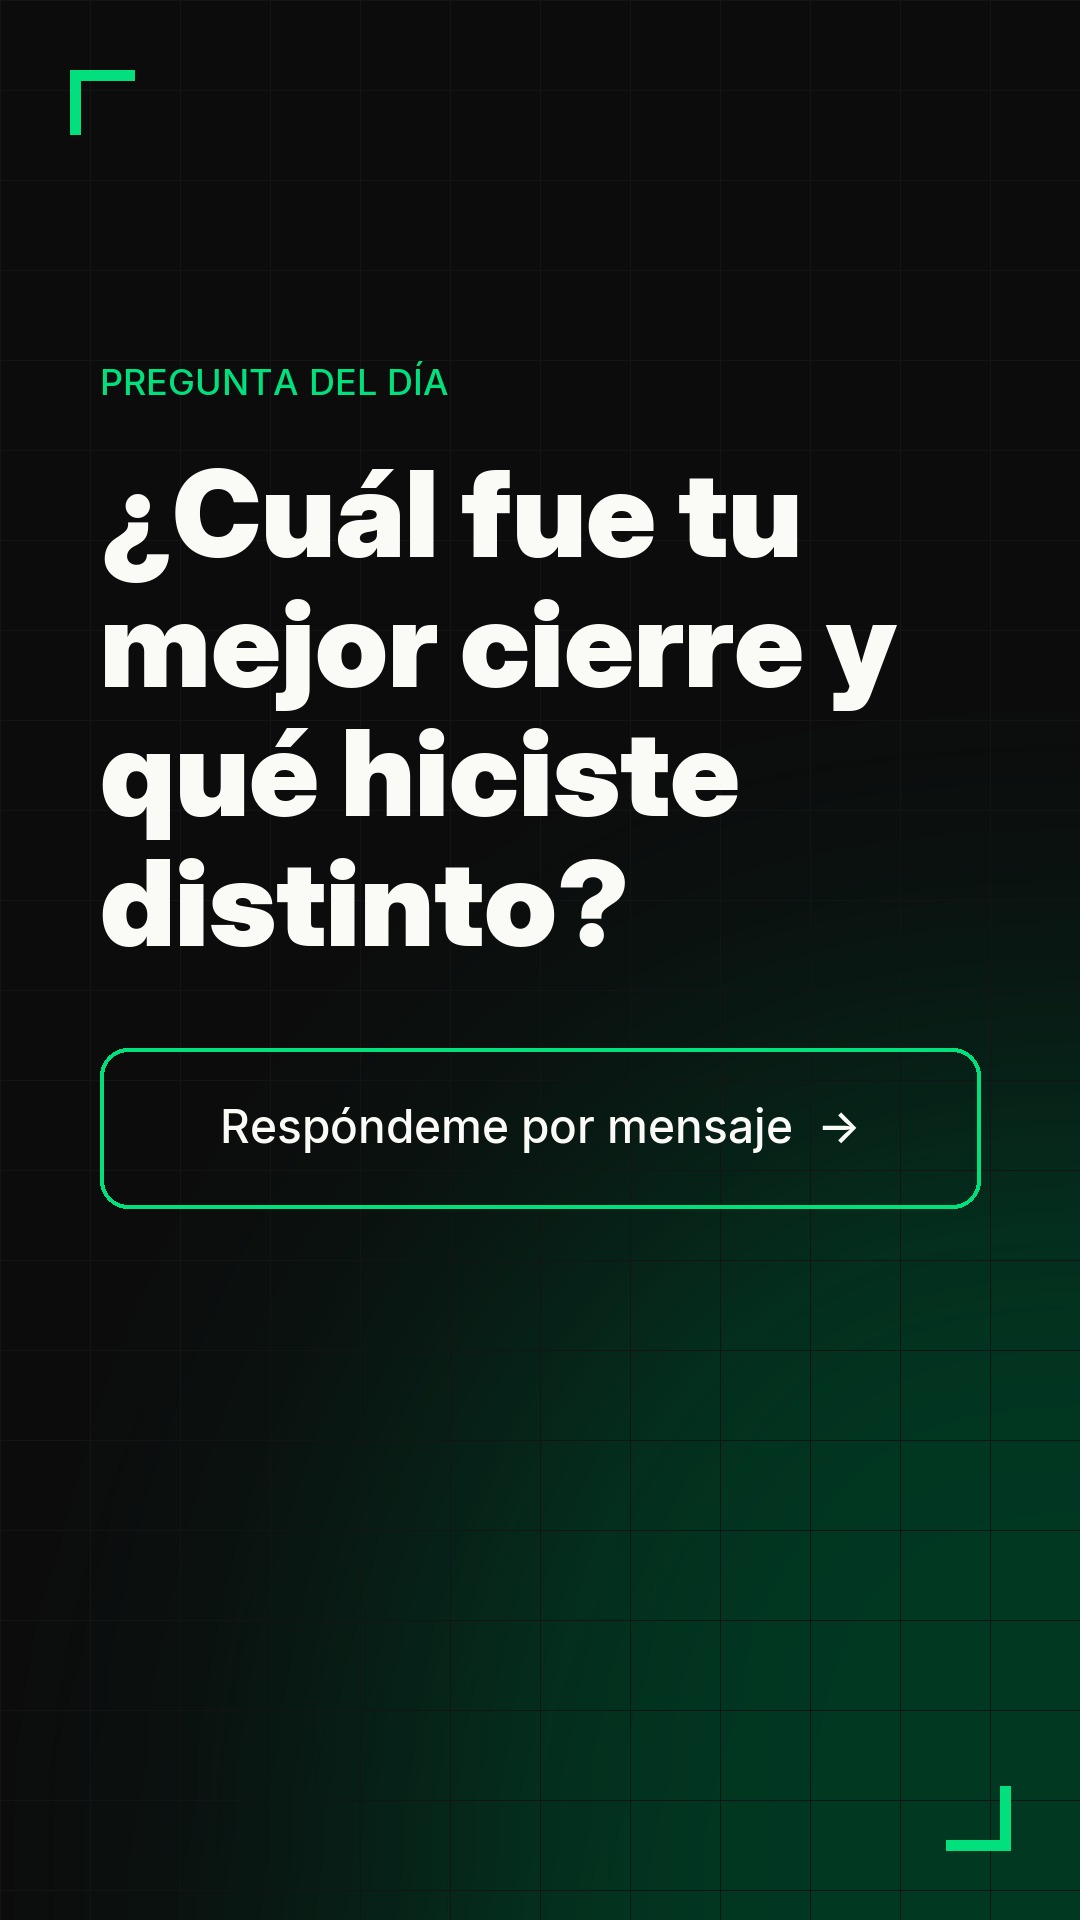 PREGUNTA DEL DÍA
¿Cuál fue tu
mejor cierre y
qué hiciste
distinto?
Respóndeme por mensaje →